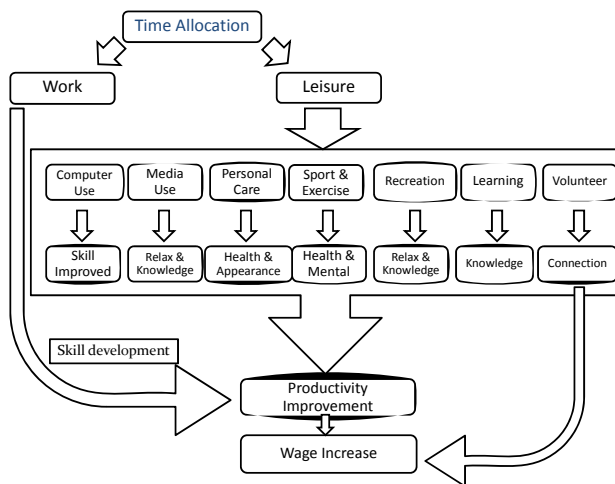 Time Allocation
Work
Leisure
Computer
Use
Media
Use
Personal
Care
Sport &
Exercise
Recreation
Learning
Volunteer
Skill
Improved
Relax &
Knowledge
Health &
Appearance
Health &
Mental
Relax &
Knowledge
Knowledge
Connection
Skill development
Productivity
Improvement
Wage Increase